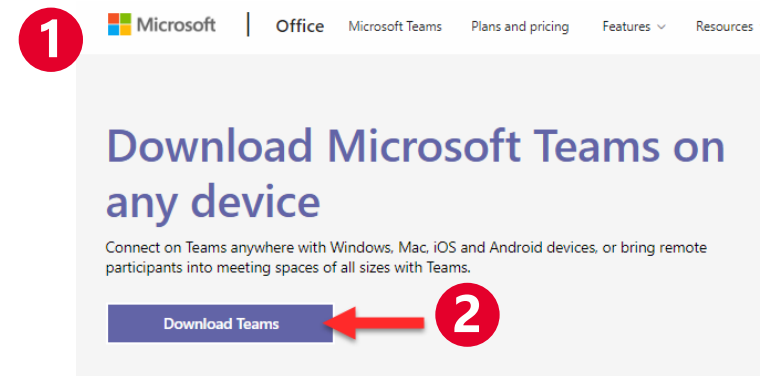 1
Microsoft | Office Microsoft Teams Plans and pricing Features Resources
Download Microsoft Teams on
any device
Connect on Teams anywhere with Windows, Mac, iOS and Android devices, or bring remote
participants into meeting spaces of all sizes with Teams.
Download Teams
2